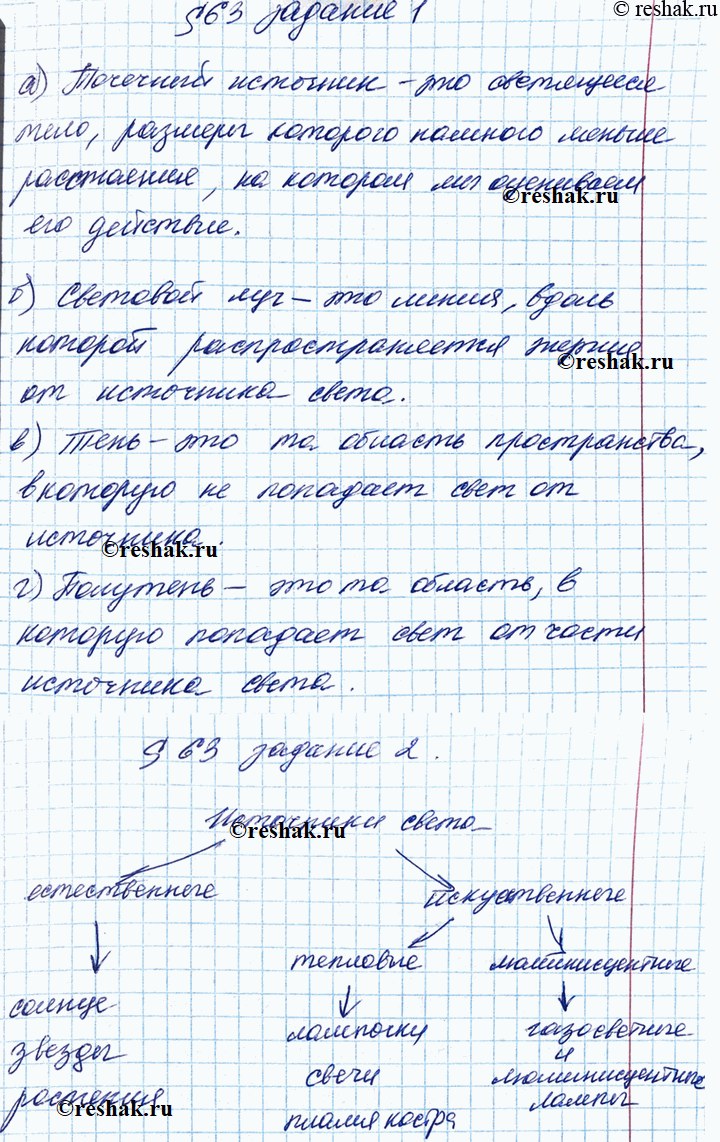 reshak.ru
§63 задание 1
а) Точечный источник – это светящееся
тело, размеры которого намного меньше
расстояния, на котором мы оцениваем
©reshak.ru
его действие.
б) Световой луч – это линия, вдоль
которой распространяется энергия
©reshak.ru
от источника света.
в) Тень – это та область пространства,
в которую не попадает свет от
источника.
©reshak.ru
г) Полутень – это та область, в
которую попадает свет от части
источника света.
§ 63 задание 2.
Источники света
©reshak.ru
естественные искуственные
тепловые люминисцентные
солнце лампочки газосветные
звезды свечи и
растения пламя костра люминисцентные
©reshak.ru лампы